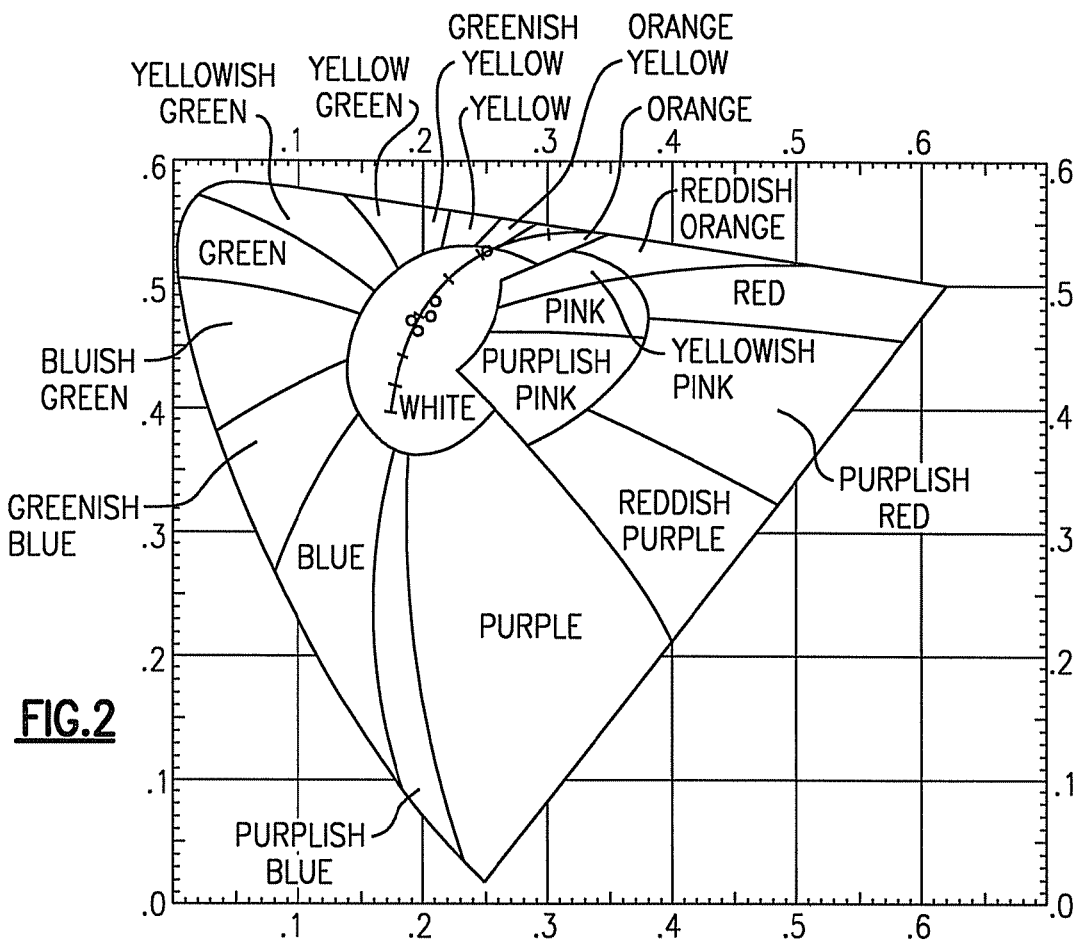 GREENISH
YELLOW
ORANGE
YELLOW
YELLOWISH
GREEN
YELLOW
GREEN
YELLOW
ORANGE
.1 .2 .3 .4 .5 .6
.6 .6
REDDISH
ORANGE
GREEN
.5 RED .5
PINK
BLUISH
GREEN
PURPLISH
PINK
YELLOWISH
PINK
.4 WHITE .4
GREENISH
BLUE
PURPLISH
RED
REDDISH
PURPLE
.3 BLUE .3
PURPLE
.2 .2
FIG.2
.1 .1
PURPLISH
BLUE
.0 .0
.1 .2 .3 .4 .5 .6